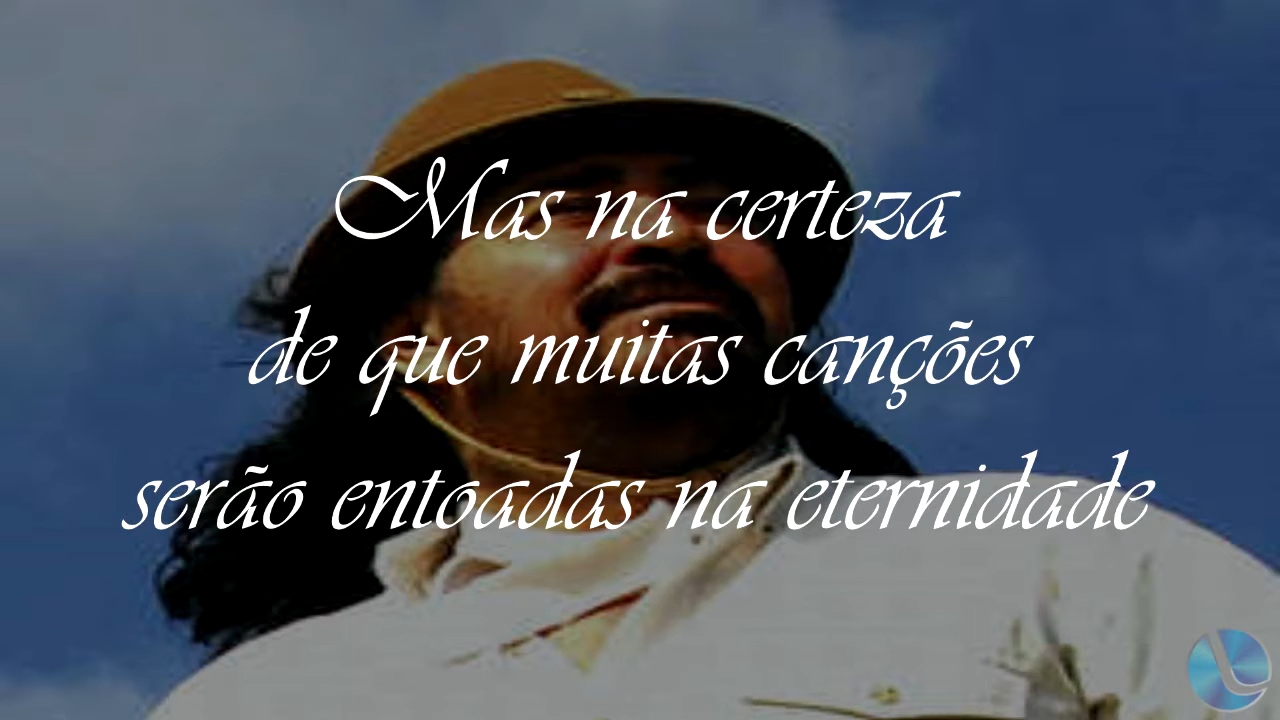 Mas na certeza
de que muitas canções
serão entoadas na eternidade